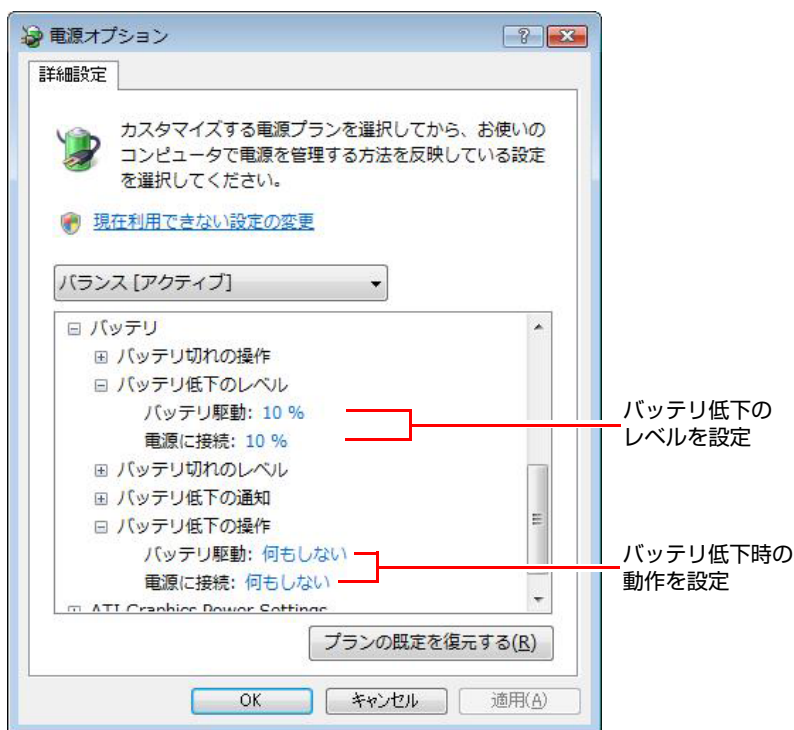 電源オプション
詳細設定
カスタマイズする電源プランを選択してから、お使いの
コンピュータで電源を管理する方法を反映している設定
を選択してください。
現在利用できない設定の変更
バランス [アクティブ]
バッテリ
バッテリ切れの操作
バッテリ低下のレベル
バッテリ駆動: 10 %
電源に接続: 10 %
バッテリ低下の
レベルを設定
バッテリ切れのレベル
バッテリ低下の通知
バッテリ低下の操作
バッテリ駆動: 何もしない
電源に接続: 何もしない
バッテリ低下時の
動作を設定
ATI Graphics Power Settings
プランの既定を復元する(R)
OK
キャンセル
適用(A)